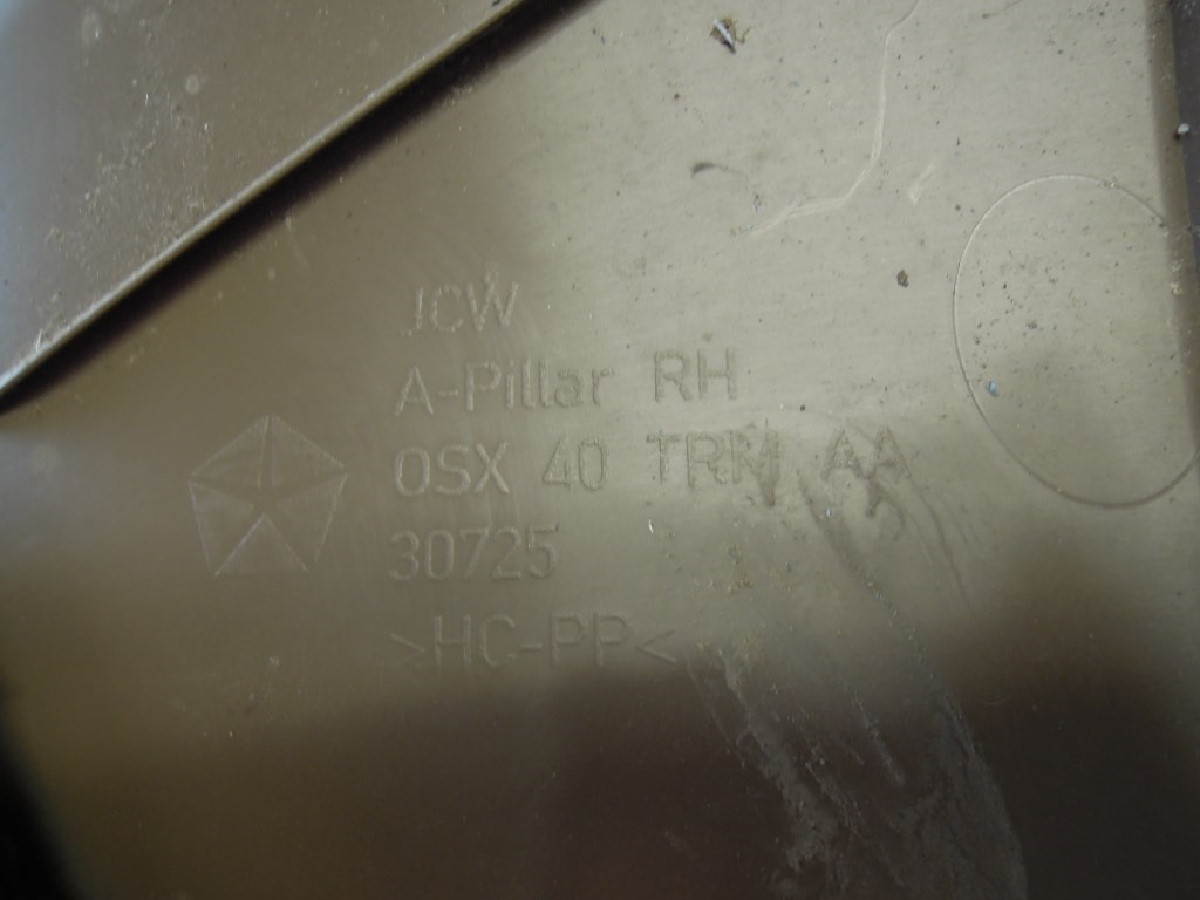 JCW
A-Pillar RH
0SX 40 TRM AA
30725
>HC-PP<